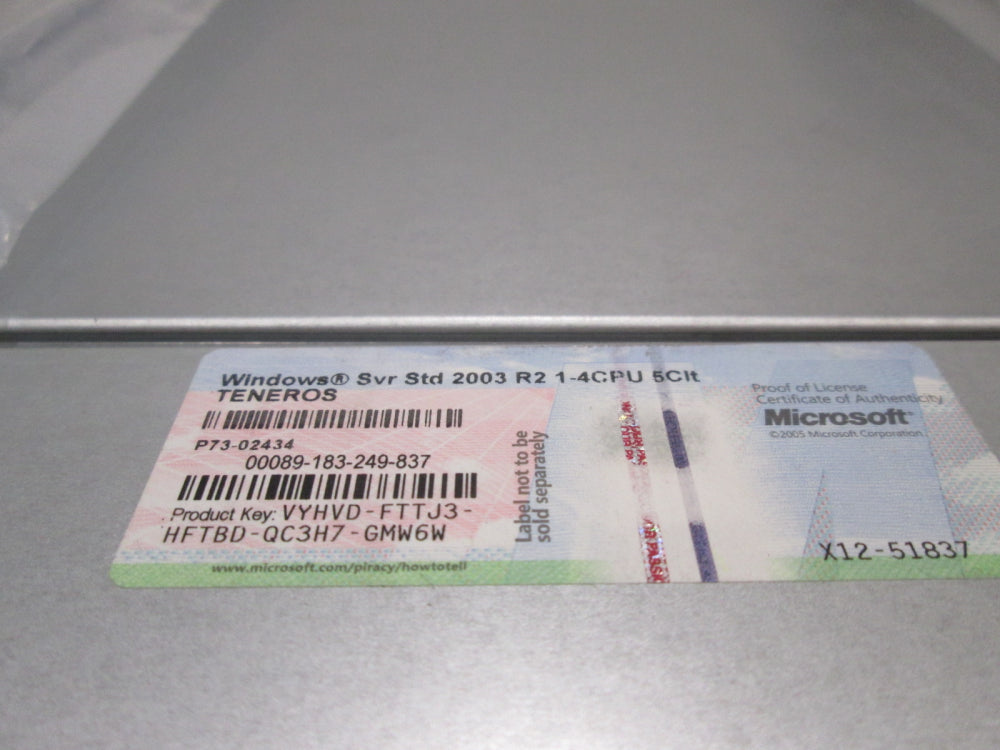 Windows® Svr Std 2003 R2 1-4CPU 5Clt
TENEROS
P73-02434
00089-183-249-837
Product Key: VYHVD-FTTJ3-
HFTBD-QC3H7-GMW6W
www.microsoft.com/piracy/howtotell
Label not to be
sold separately
Proof of License
Certificate of Authenticity
Microsoft
©2005 Microsoft Corporation
X12-51837